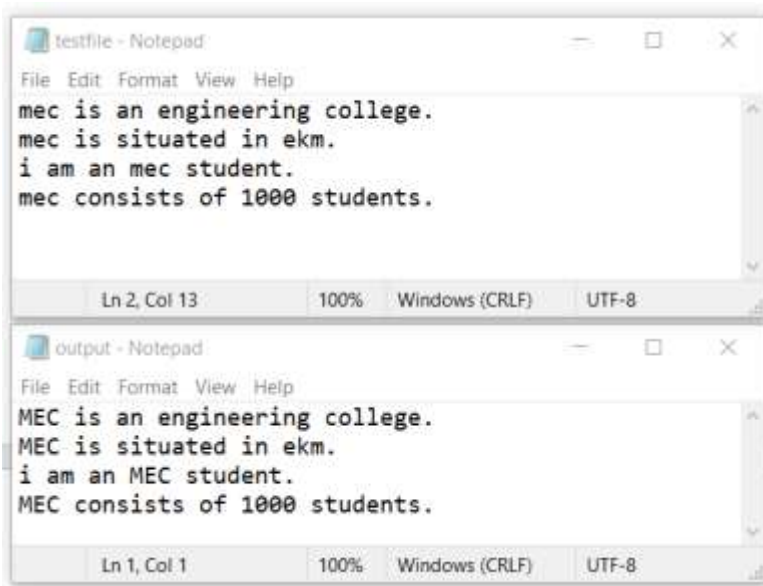 testfile - Notepad
File Edit Format View Help
mec is an engineering college.
mec is situated in ekm.
i am an mec student.
mec consists of 1000 students.
Ln 2, Col 13 100% Windows (CRLF) UTF-8
output - Notepad
File Edit Format View Help
MEC is an engineering college.
MEC is situated in ekm.
i am an MEC student.
MEC consists of 1000 students.
Ln 1, Col 1 100% Windows (CRLF) UTF-8